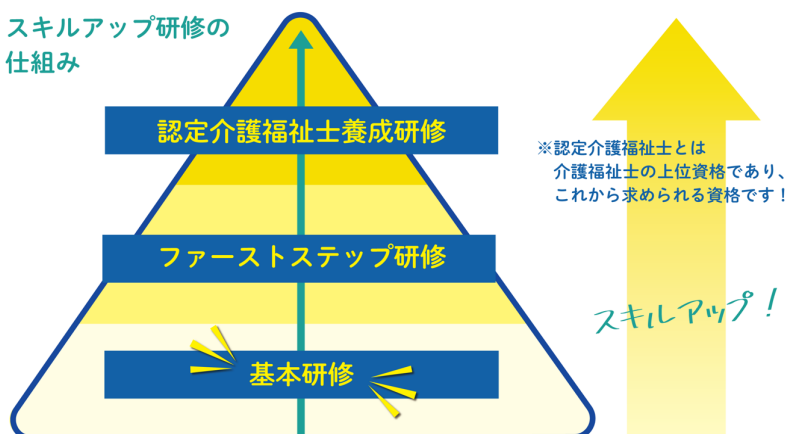 スキルアップ研修の
仕組み
認定介護福祉士養成研修
※認定介護福祉士とは
介護福祉士の上位資格であり、
これから求められる資格です！
ファーストステップ研修
スキルアップ！
基本研修